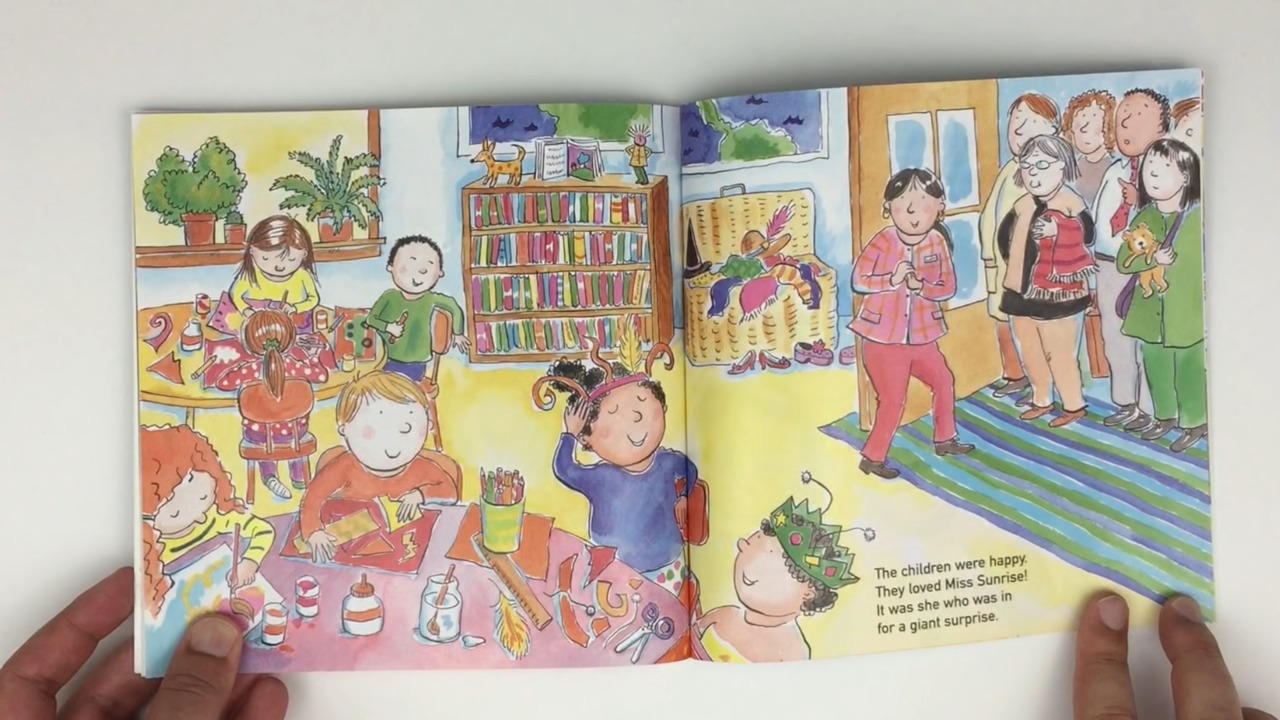 The children were happy.
They loved Miss Sunrise!
It was she who was in
for a giant surprise.